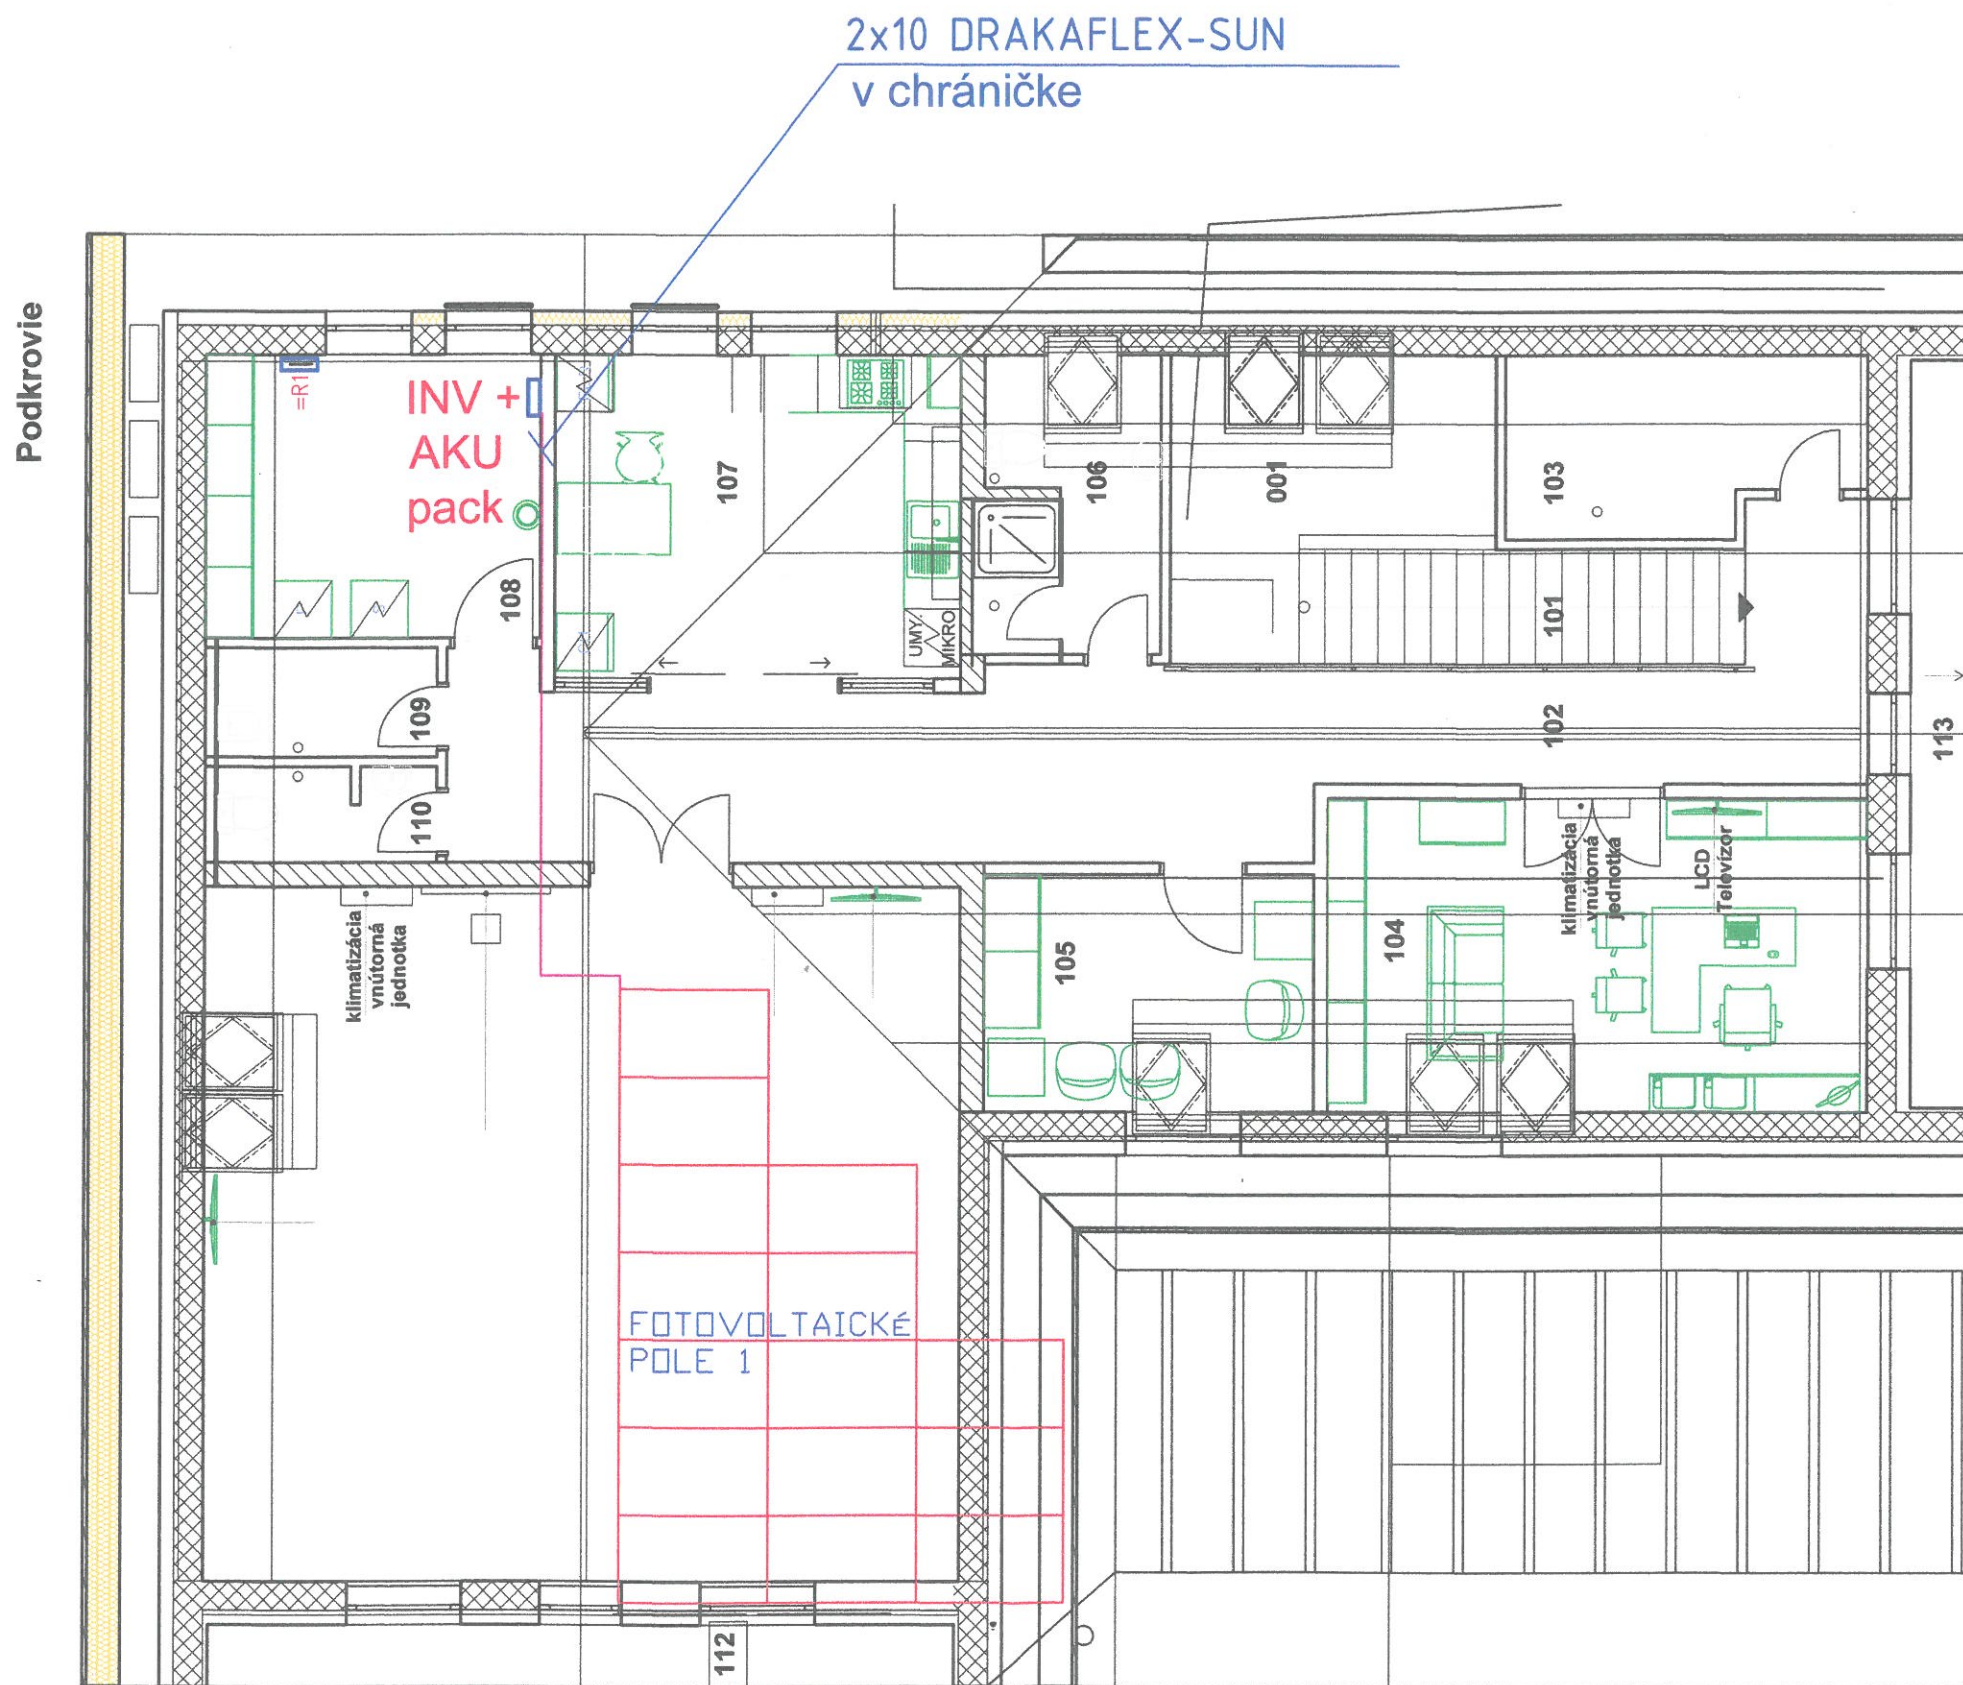 2x10 DRAKAFLEX-SUN
v chráničke
Podkrovie
=R1
INV +
AKU
pack
107
106
001
103
108
101
UMY.
MIKRO
109
102
113
110
klimatizácia
vnútorná
jednotka
105
104
klimatizácia
vnútorná
jednotka
LCD
Televízor
FOTOVOLTAICKÉ
POLE 1
112